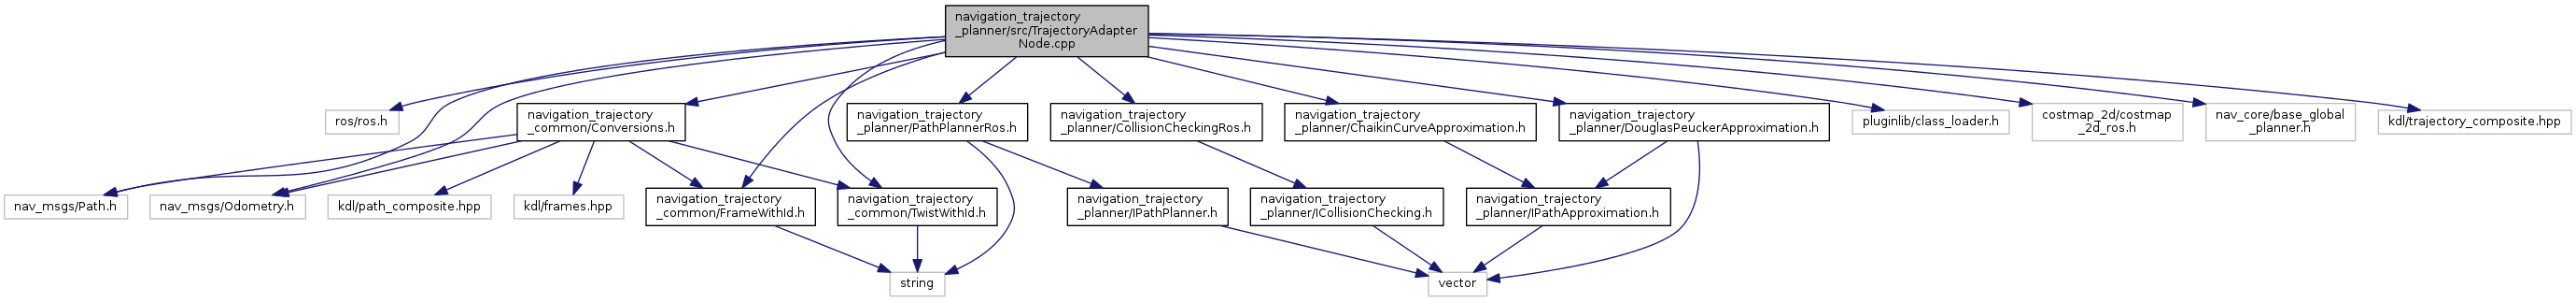 navigation_trajectory
_planner/src/TrajectoryAdapter
Node.cpp
ros/ros.h
navigation_trajectory
_common/Conversions.h
navigation_trajectory
_planner/PathPlannerRos.h
navigation_trajectory
_planner/CollisionCheckingRos.h
navigation_trajectory
_planner/ChaikinCurveApproximation.h
navigation_trajectory
_planner/DouglasPeuckerApproximation.h
pluginlib/class_loader.h
costmap_2d/costmap
_2d_ros.h
nav_core/base_global
_planner.h
kdl/trajectory_composite.hpp
nav_msgs/Path.h
nav_msgs/Odometry.h
kdl/path_composite.hpp
kdl/frames.hpp
navigation_trajectory
_common/FrameWithId.h
navigation_trajectory
_common/TwistWithId.h
navigation_trajectory
_planner/IPathPlanner.h
navigation_trajectory
_planner/ICollisionChecking.h
navigation_trajectory
_planner/IPathApproximation.h
string
vector